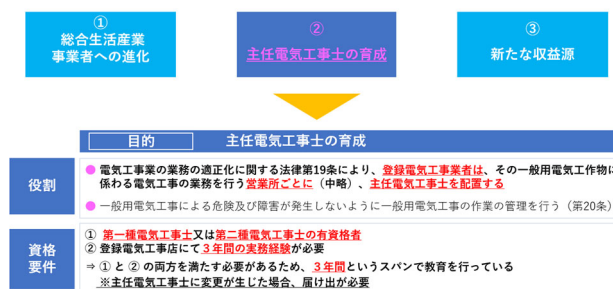 ①
総合生活産業
事業者への進化
②
主任電気工事士の育成
③
新たな収益源
目的 主任電気工事士の育成
役割
● 電気工事業の業務の適正化に関する法律第19条により、登録電気工事業者は、その一般用電気工作物に
係わる電気工事の業務を行う営業所ごとに（中略）、主任電気工事士を配置する
● 一般用電気工事による危険及び障害が発生しないように一般用電気工事の作業の管理を行う（第20条）
資格
要件
① 第一種電気工事士又は第二種電気工事士の有資格者
② 登録電気工事店にて３年間の実務経験が必要
⇒ ① と ② の両方を満たす必要があるため、３年間というスパンで教育を行っている
※主任電気工事士に変更が生じた場合、届け出が必要